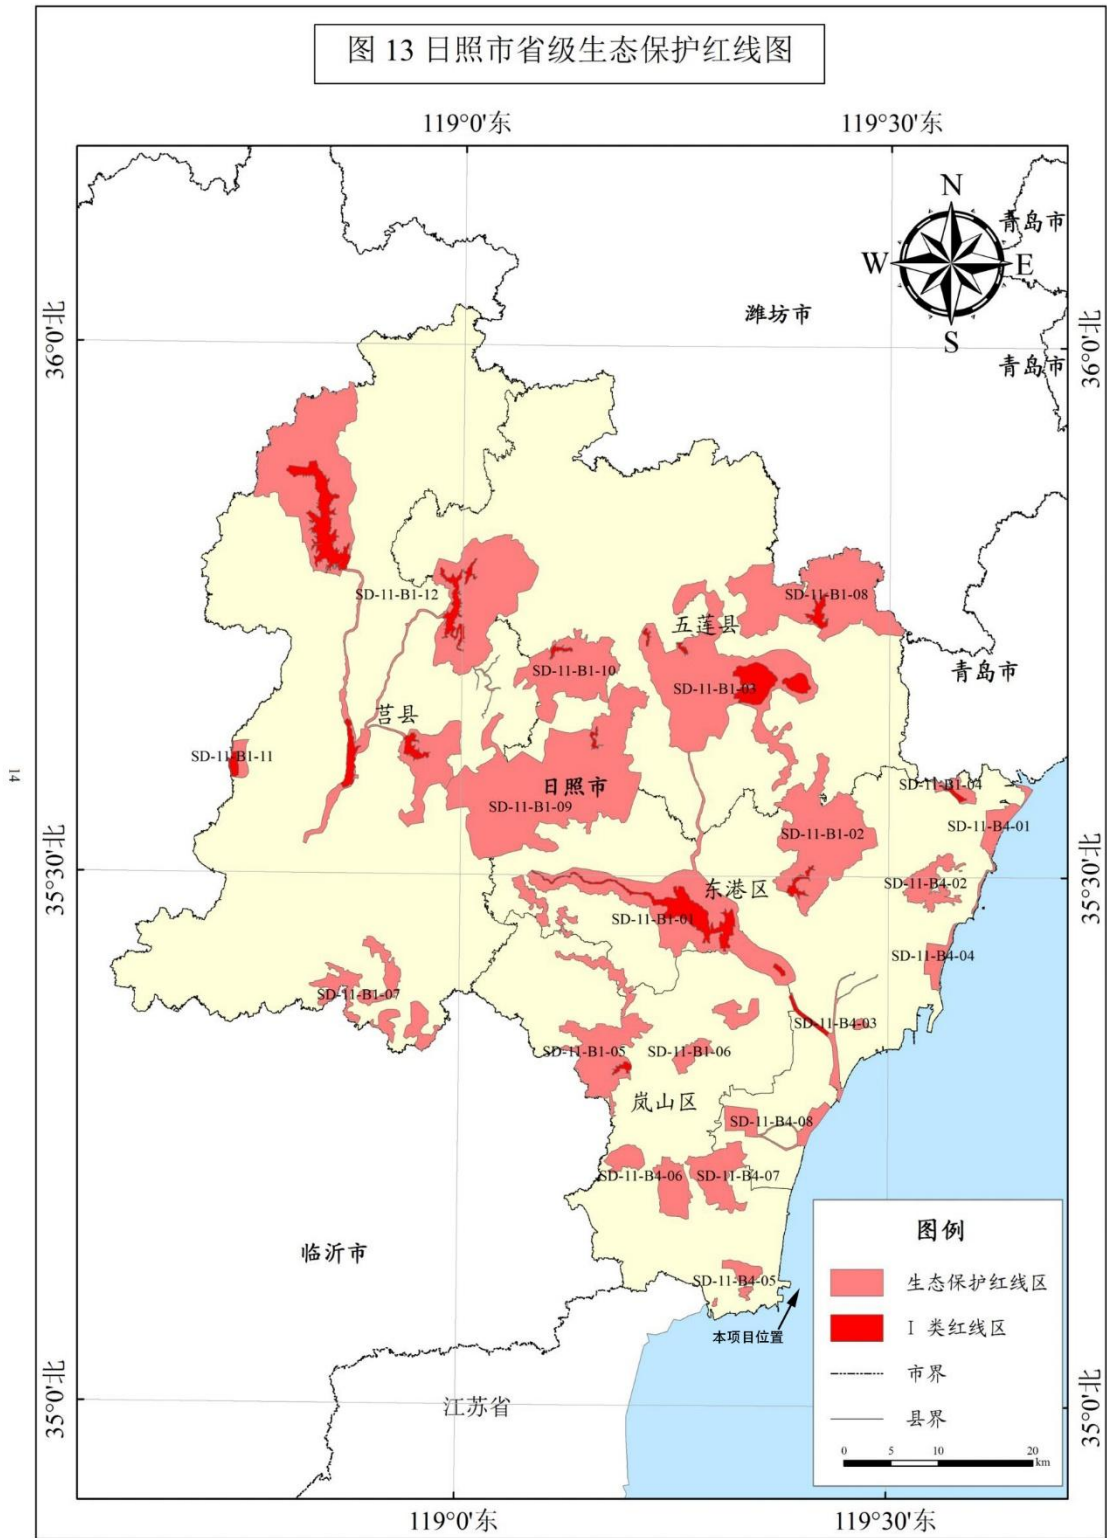 图 13 日照市省级生态保护红线图
119°0′东
119°30′东
N
青岛市
W
E
S
潍坊市
36°0′北
36°0′北
青岛市
SD-11-B1-12
SD-11-B1-08
五莲县
SD-11-B1-10
青岛市
SD-11-B1-03
莒县
SD-11-B1-11
14
日照市
SD-11-B1-04
SD-11-B1-09
SD-11-B4-01
SD-11-B1-02
35°30′北
35°30′北
SD-11-B4-02
东港区
SD-11-B1-01
SD-11-B4-04
SD-11-B1-07
SD-11-B4-03
SD-11-B1-05
SD-11-B1-06
岚山区
SD-11-B4-08
SD-11-B4-06
SD-11-B4-07
临沂市
SD-11-B4-05
本项目位置
图例
生态保护红线区
I 类红线区
市界
县界
0 5 10 20
km
江苏省
35°0′北
35°0′北
119°0′东
119°30′东